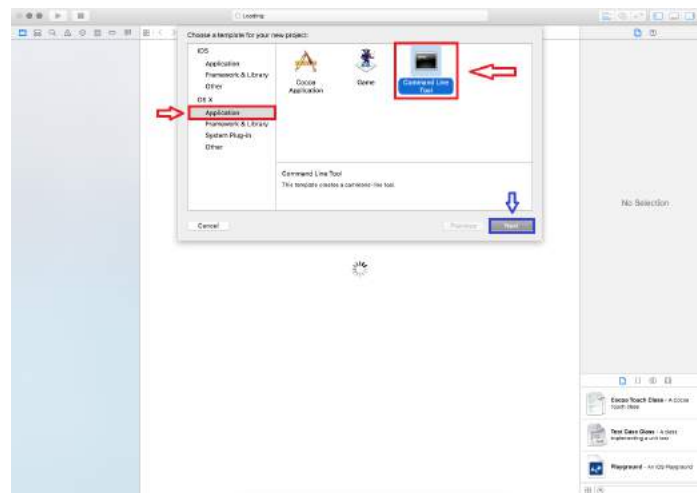 Loading
Choose a template for your new project:
iOS
Application
Framework & Library
Other
OS X
Application
Framework & Library
System Plug-in
Other
Cocoa
Application
Game
Command Line
Tool
Command Line Tool
This template creates a command-line tool.
Cancel
Previous
Next
No Selection
Cocoa Touch Class - A Cocoa
Touch class
Test Case Class - A class
implementing a unit test
Playground - An iOS Playground